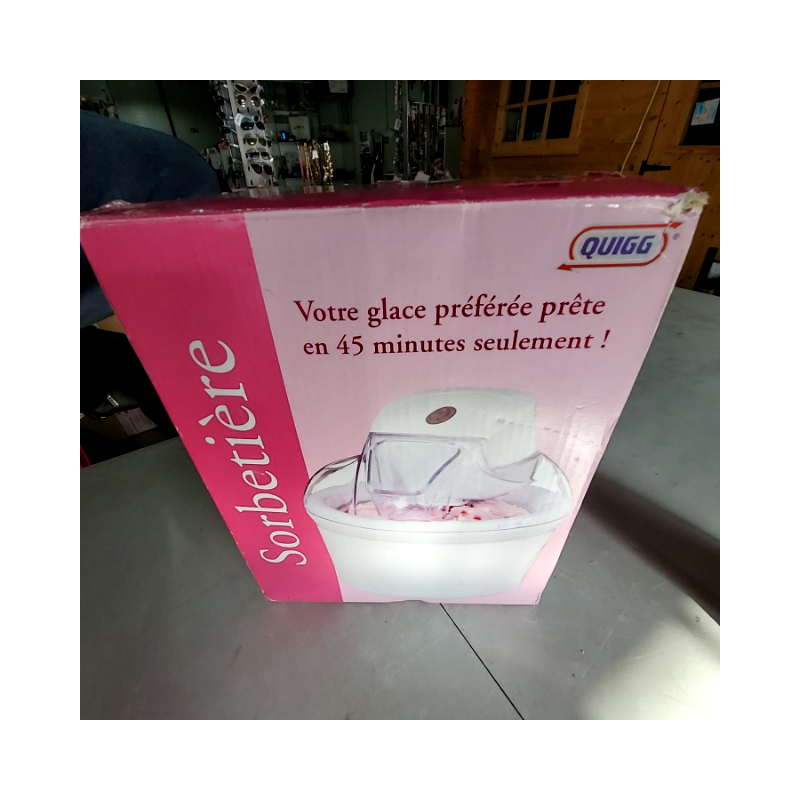 QUIGG
Votre glace préférée prête
en 45 minutes seulement !
Sorbetière